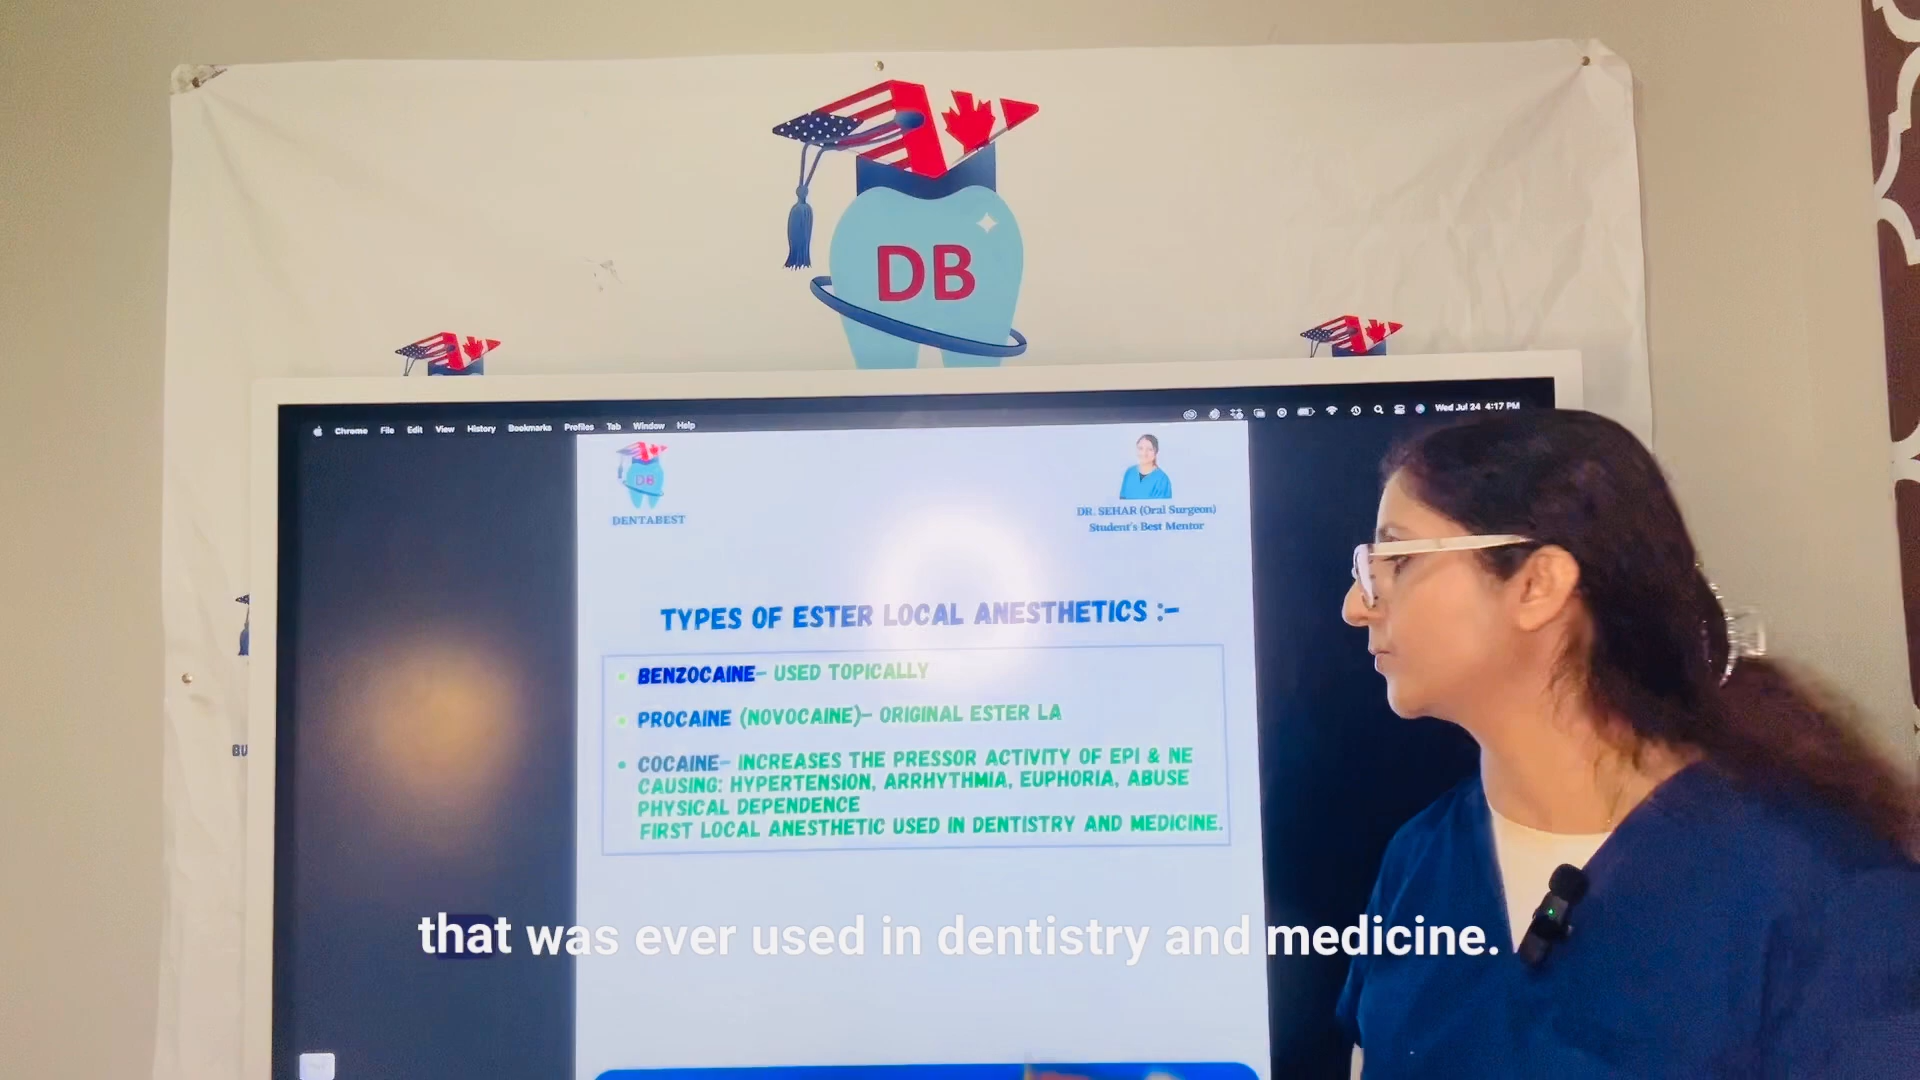 DB
Chrome File Edit View History Bookmarks Profiles Tab Window Help
Wed Jul 24 4:17 PM
DB
DENTABEST
DR. SEHAR (Oral Surgeon)
Student's Best Mentor
TYPES OF ESTER LOCAL ANESTHETICS :-
• BENZOCAINE- USED TOPICALLY
• PROCAINE (NOVOCAINE)- ORIGINAL ESTER LA
• COCAINE- INCREASES THE PRESSOR ACTIVITY OF EPI & NE
CAUSING: HYPERTENSION, ARRHYTHMIA, EUPHORIA, ABUSE
PHYSICAL DEPENDENCE
FIRST LOCAL ANESTHETIC USED IN DENTISTRY AND MEDICINE.
BU
that was ever used in dentistry and medicine.